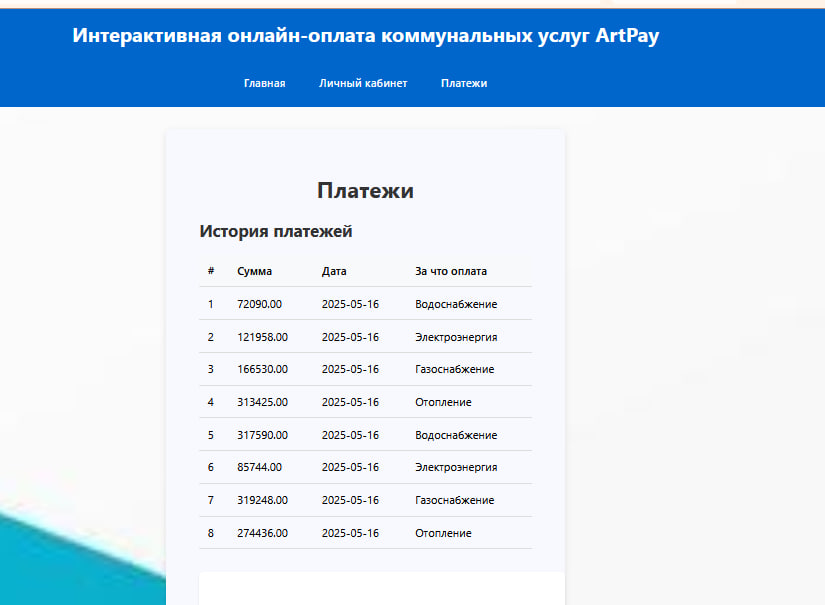 Интерактивная онлайн-оплата коммунальных услуг ArtPay
Главная Личный кабинет Платежи
Платежи
История платежей
# Сумма Дата За что оплата
1 72090.00 2025-05-16 Водоснабжение
2 121958.00 2025-05-16 Электроэнергия
3 166530.00 2025-05-16 Газоснабжение
4 313425.00 2025-05-16 Отопление
5 317590.00 2025-05-16 Водоснабжение
6 85744.00 2025-05-16 Электроэнергия
7 319248.00 2025-05-16 Газоснабжение
8 274436.00 2025-05-16 Отопление